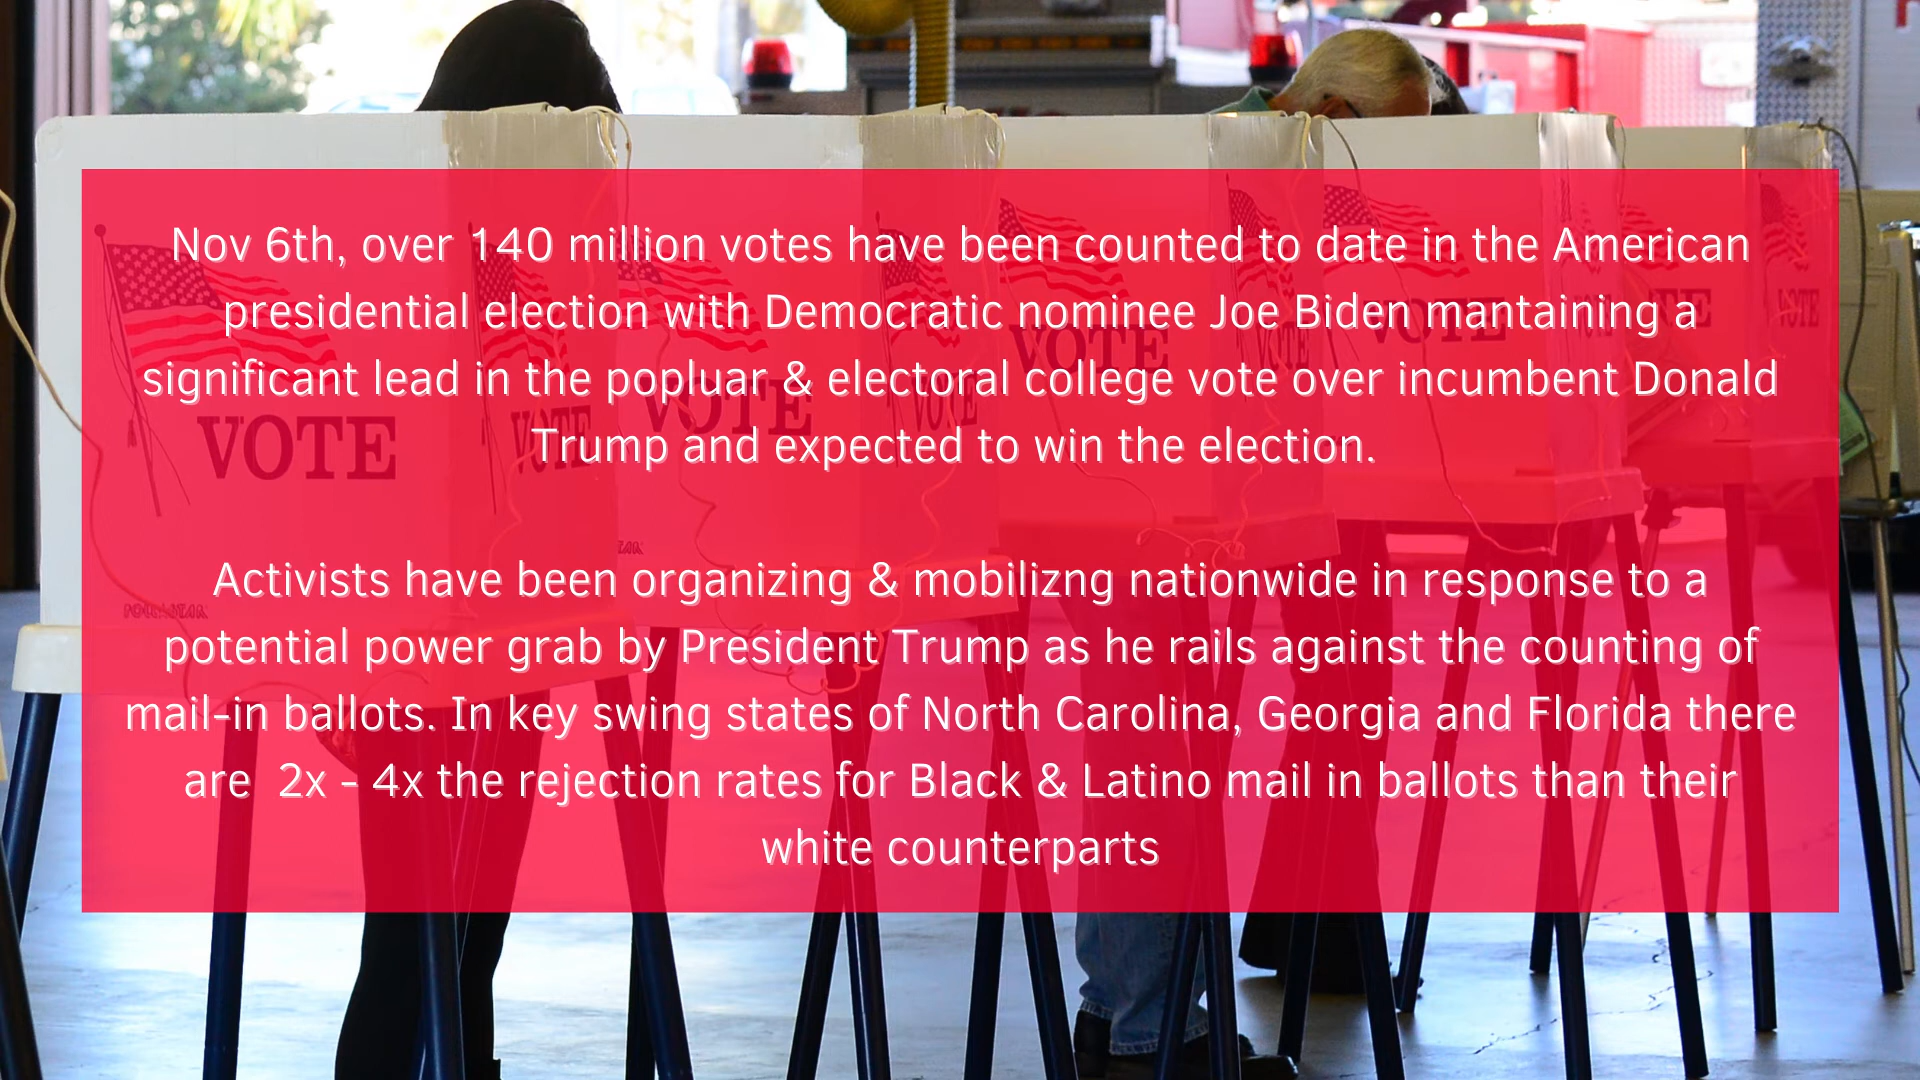 Nov 6th, over 140 million votes have been counted to date in the American
presidential election with Democratic nominee Joe Biden mantaining a
significant lead in the popluar & electoral college vote over incumbent Donald
Trump and expected to win the election.
Activists have been organizing & mobilizng nationwide in response to a
potential power grab by President Trump as he rails against the counting of
mail-in ballots. In key swing states of North Carolina, Georgia and Florida there
are 2x - 4x the rejection rates for Black & Latino mail in ballots than their
white counterparts
VOTE
VOTE
VOTE
VOTE
VOTE
VOTE
VOTE
VOTE